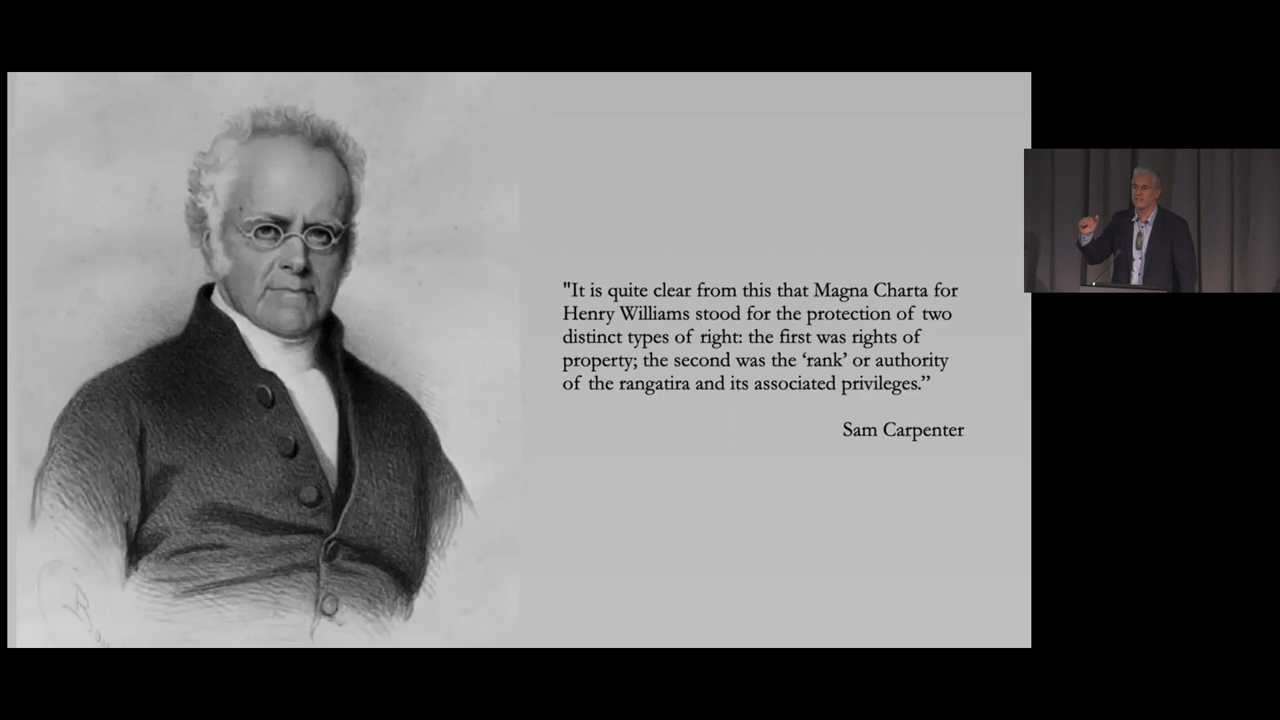 "It is quite clear from this that Magna Charta for
Henry Williams stood for the protection of two
distinct types of right: the first was rights of
property; the second was the ‘rank’ or authority
of the rangatira and its associated privileges.”
Sam Carpenter